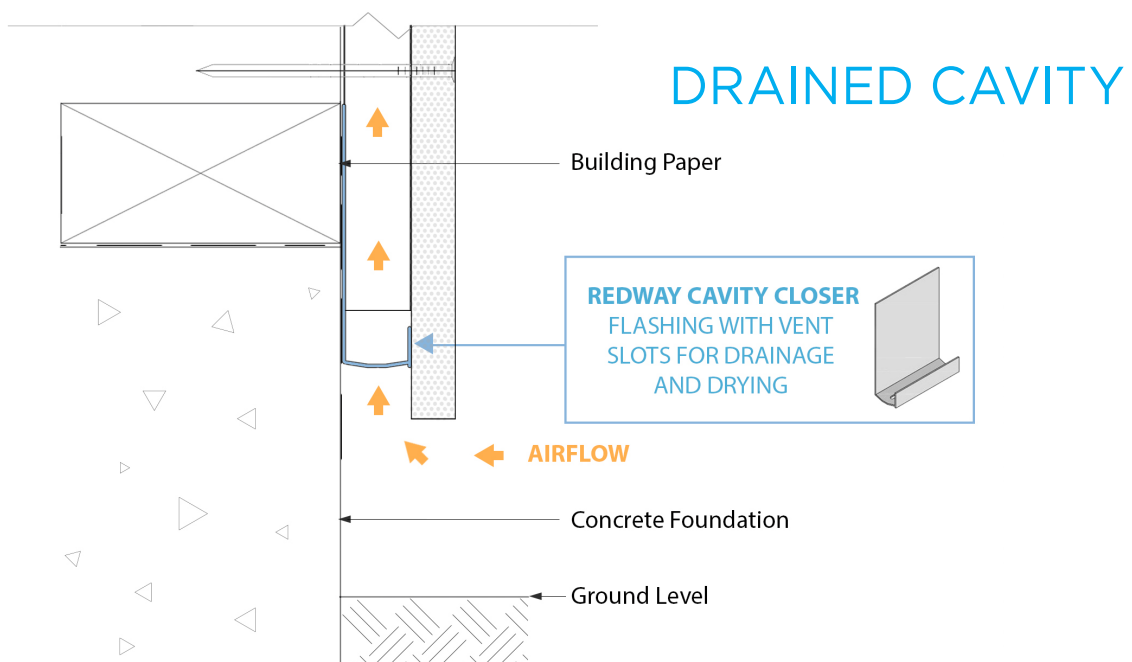 DRAINED CAVITY
Building Paper
REDWAY CAVITY CLOSER
FLASHING WITH VENT
SLOTS FOR DRAINAGE
AND DRYING
AIRFLOW
Concrete Foundation
Ground Level